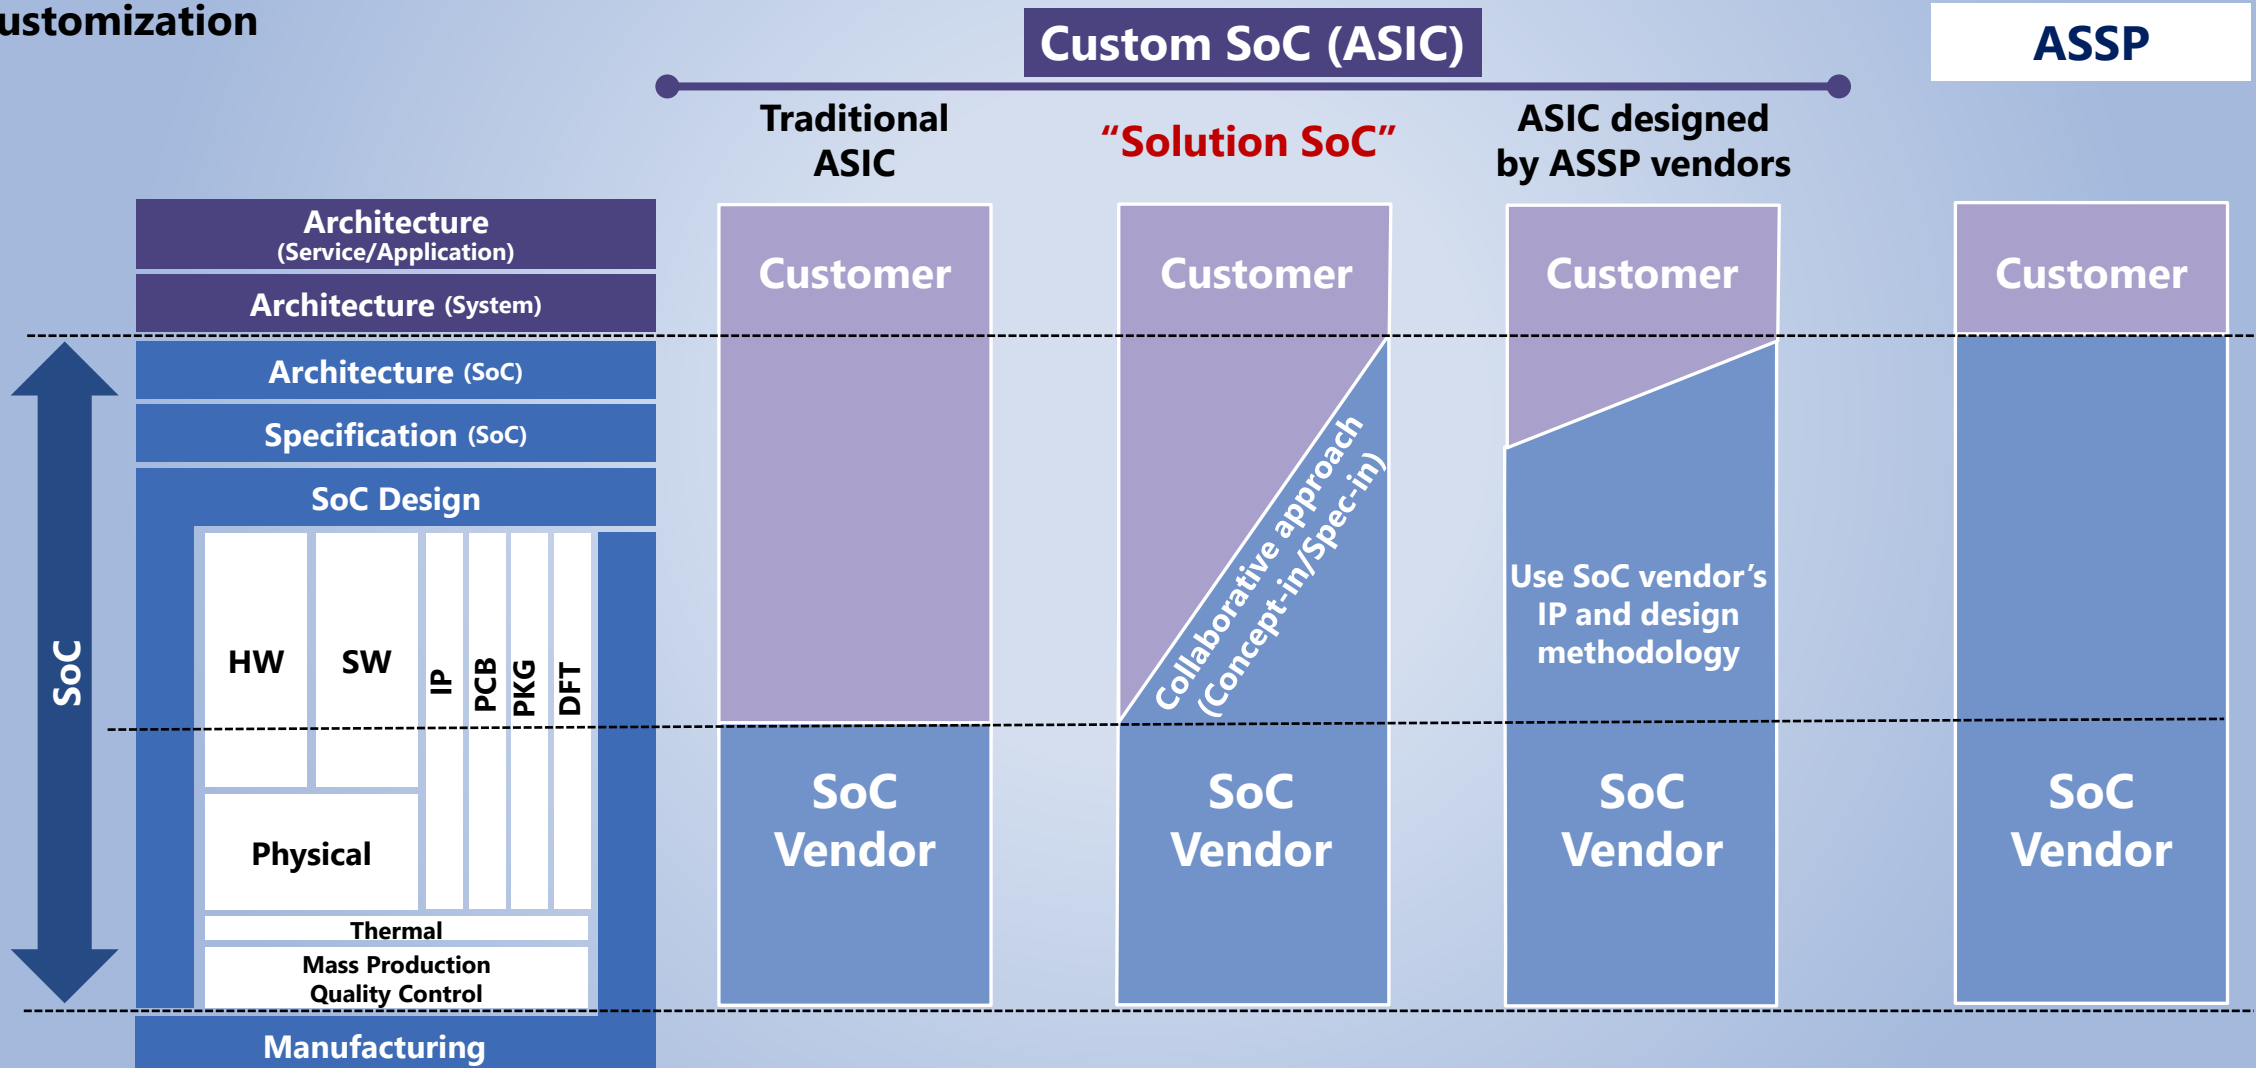 ustomization
Custom SoC (ASIC)
ASSP
Traditional
ASIC
“Solution SoC”
ASIC designed
by ASSP vendors
Architecture
(Service/Application)
Architecture (System)
Architecture (SoC)
Specification (SoC)
SoC Design
HW
SW
IP
PCB
PKG
DFT
Physical
Thermal
Mass Production
Quality Control
Manufacturing
SoC
Customer
SoC
Vendor
Customer
Collaborative approach
(Concept-in/Spec-in)
SoC
Vendor
Customer
Use SoC vendor’s
IP and design
methodology
SoC
Vendor
Customer
SoC
Vendor